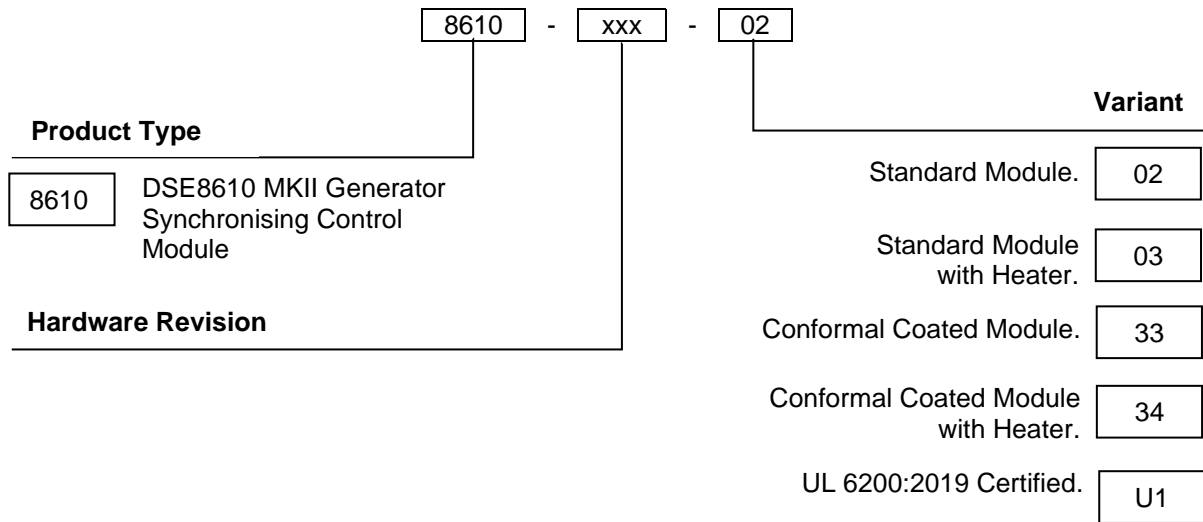 8610 - xxx - 02
Variant
Product Type
8610
DSE8610 MKII Generator
Synchronising Control
Module
Hardware Revision
Standard Module. 02
Standard Module
with Heater. 03
Conformal Coated Module. 33
Conformal Coated Module
with Heater. 34
UL 6200:2019 Certified. U1